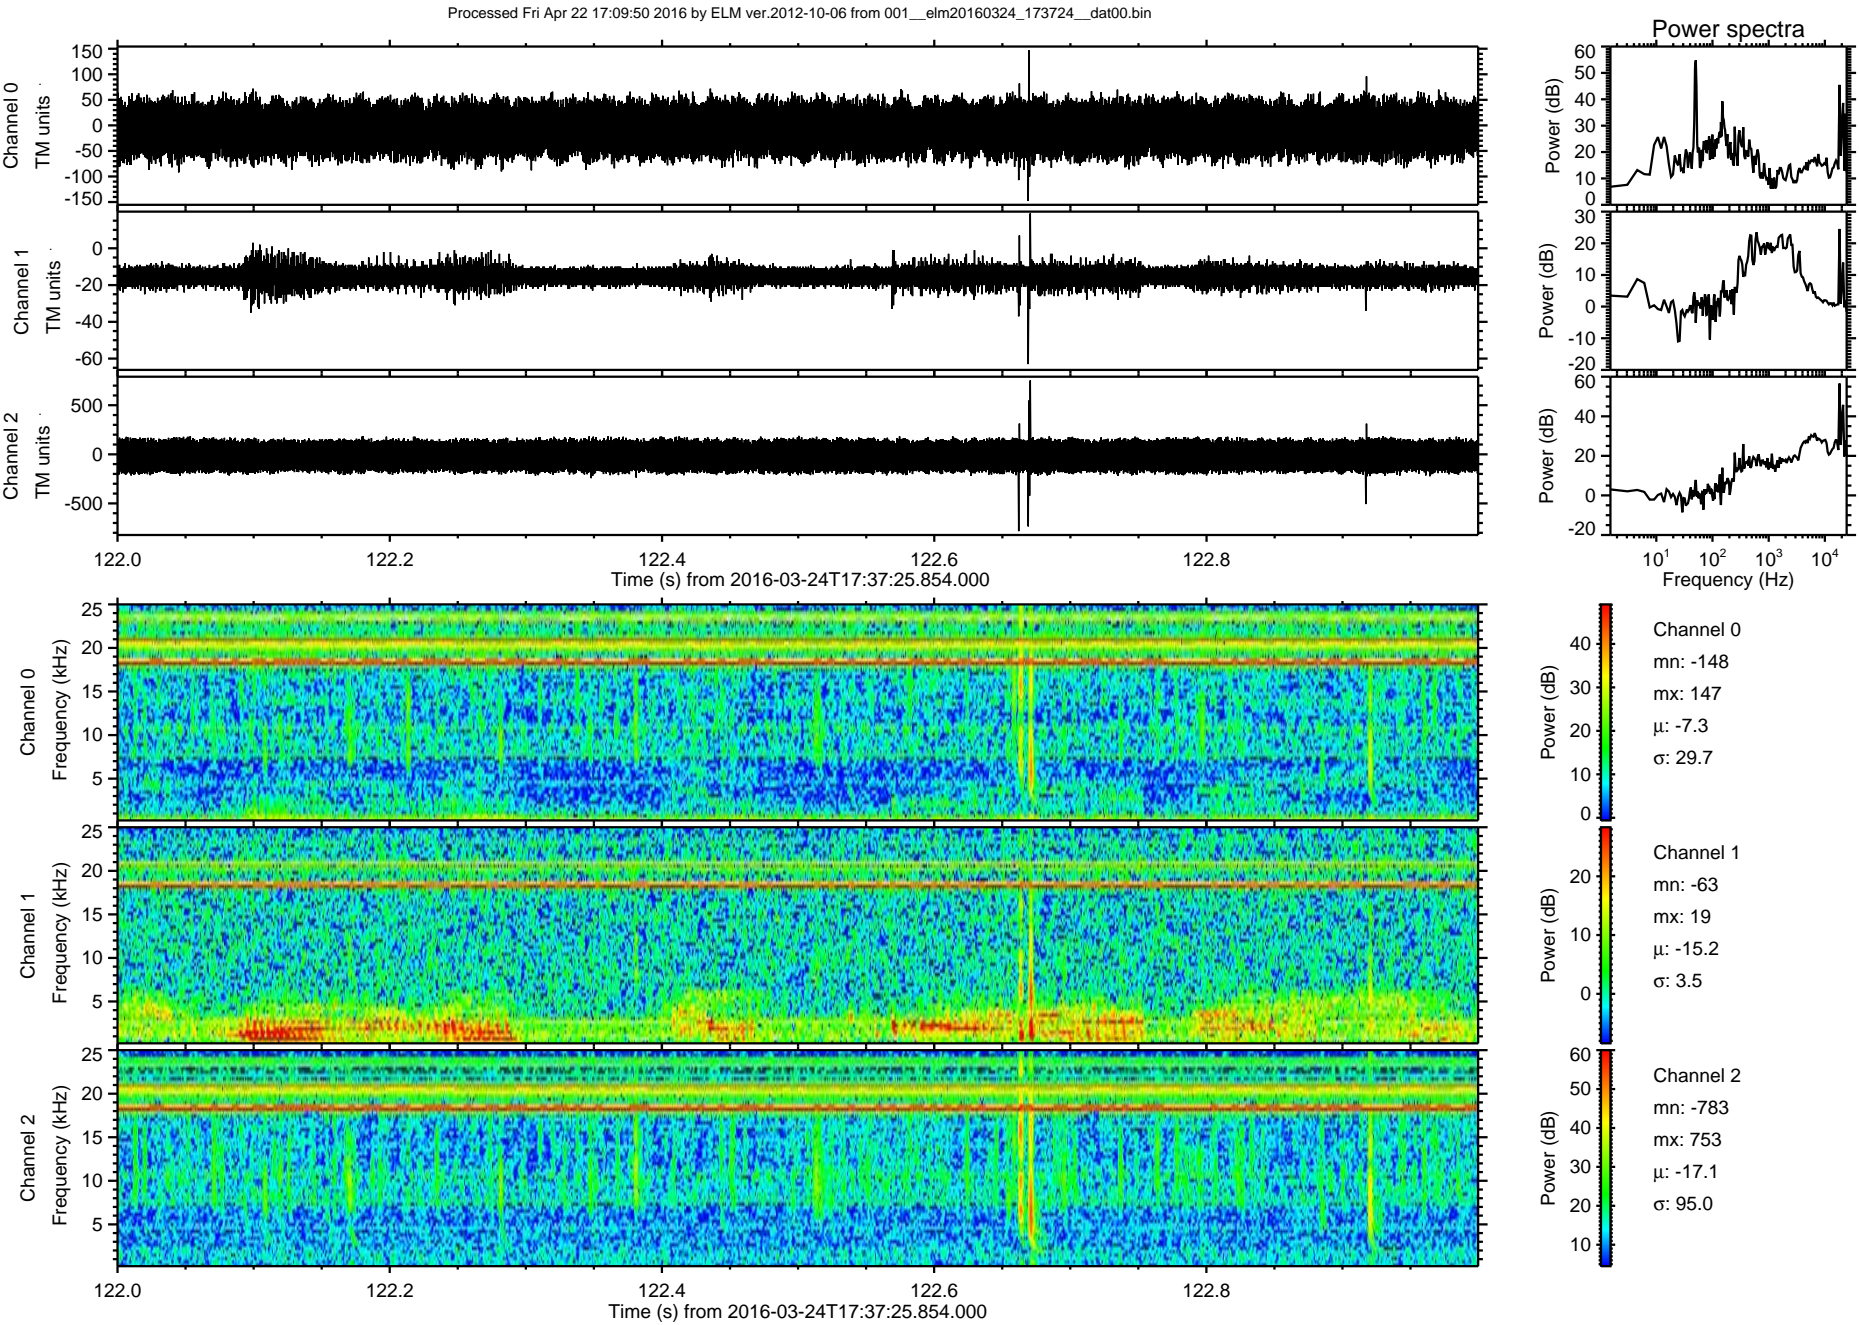 Processed Fri Apr 22 17:09:50 2016 by ELM ver.2012-10-06 from 001__elm20160324_173724__dat00.bin
Power spectra
Channel 0
TM units
150
100
50
0
-50
-100
-150
Power (dB)
60
50
40
30
20
10
0
Channel 1
TM units
0
-20
-40
-60
Power (dB)
30
20
10
0
-10
-20
Channel 2
TM units
500
0
-500
Power (dB)
60
40
20
0
-20
122.0 122.2 122.4 122.6 122.8
Time (s) from 2016-03-24T17:37:25.854.000
10^1 10^2 10^3 10^4
Frequency (Hz)
Channel 0
Frequency (kHz)
25
20
15
10
5
Power (dB)
40
30
20
10
0
Channel 0
mn: -148
mx: 147
μ: -7.3
σ: 29.7
Channel 1
Frequency (kHz)
25
20
15
10
5
Power (dB)
20
10
0
Channel 1
mn: -63
mx: 19
μ: -15.2
σ: 3.5
Channel 2
Frequency (kHz)
25
20
15
10
5
Power (dB)
60
50
40
30
20
10
Channel 2
mn: -783
mx: 753
μ: -17.1
σ: 95.0
122.0 122.2 122.4 122.6 122.8
Time (s) from 2016-03-24T17:37:25.854.000